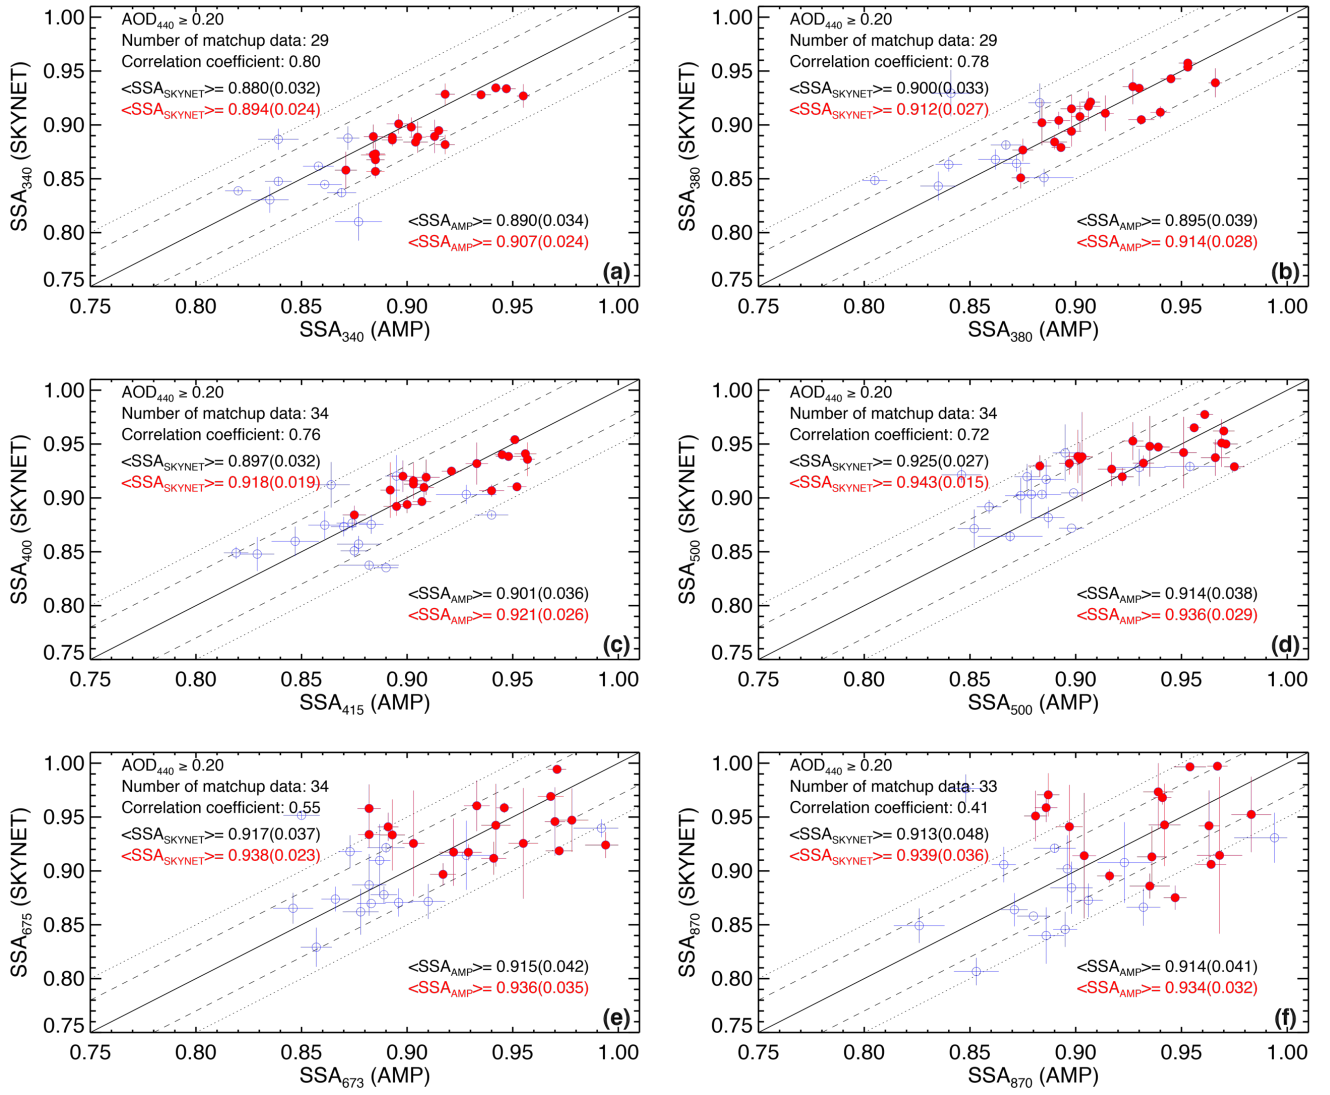 AOD440 ≥ 0.20
Number of matchup data: 29
Correlation coefficient: 0.80
<SSASKYNET>= 0.880(0.032)
<SSASKYNET>= 0.894(0.024)
<SSAAMP>= 0.890(0.034)
<SSAAMP>= 0.907(0.024)
(a)
1.00
0.95
0.90
0.85
0.80
0.75
SSA340 (SKYNET)
0.75 0.80 0.85 0.90 0.95 1.00
SSA340 (AMP)
AOD440 ≥ 0.20
Number of matchup data: 29
Correlation coefficient: 0.78
<SSASKYNET>= 0.900(0.033)
<SSASKYNET>= 0.912(0.027)
<SSAAMP>= 0.895(0.039)
<SSAAMP>= 0.914(0.028)
(b)
1.00
0.95
0.90
0.85
0.80
0.75
SSA380 (SKYNET)
0.75 0.80 0.85 0.90 0.95 1.00
SSA380 (AMP)
AOD440 ≥ 0.20
Number of matchup data: 34
Correlation coefficient: 0.76
<SSASKYNET>= 0.897(0.032)
<SSASKYNET>= 0.918(0.019)
<SSAAMP>= 0.901(0.036)
<SSAAMP>= 0.921(0.026)
(c)
1.00
0.95
0.90
0.85
0.80
0.75
SSA400 (SKYNET)
0.75 0.80 0.85 0.90 0.95 1.00
SSA415 (AMP)
AOD440 ≥ 0.20
Number of matchup data: 34
Correlation coefficient: 0.72
<SSASKYNET>= 0.925(0.027)
<SSASKYNET>= 0.943(0.015)
<SSAAMP>= 0.914(0.038)
<SSAAMP>= 0.936(0.029)
(d)
1.00
0.95
0.90
0.85
0.80
0.75
SSA500 (SKYNET)
0.75 0.80 0.85 0.90 0.95 1.00
SSA500 (AMP)
AOD440 ≥ 0.20
Number of matchup data: 34
Correlation coefficient: 0.55
<SSASKYNET>= 0.917(0.037)
<SSASKYNET>= 0.938(0.023)
<SSAAMP>= 0.915(0.042)
<SSAAMP>= 0.936(0.035)
(e)
1.00
0.95
0.90
0.85
0.80
0.75
SSA675 (SKYNET)
0.75 0.80 0.85 0.90 0.95 1.00
SSA673 (AMP)
AOD440 ≥ 0.20
Number of matchup data: 33
Correlation coefficient: 0.41
<SSASKYNET>= 0.913(0.048)
<SSASKYNET>= 0.939(0.036)
<SSAAMP>= 0.914(0.041)
<SSAAMP>= 0.934(0.032)
(f)
1.00
0.95
0.90
0.85
0.80
0.75
SSA870 (SKYNET)
0.75 0.80 0.85 0.90 0.95 1.00
SSA870 (AMP)